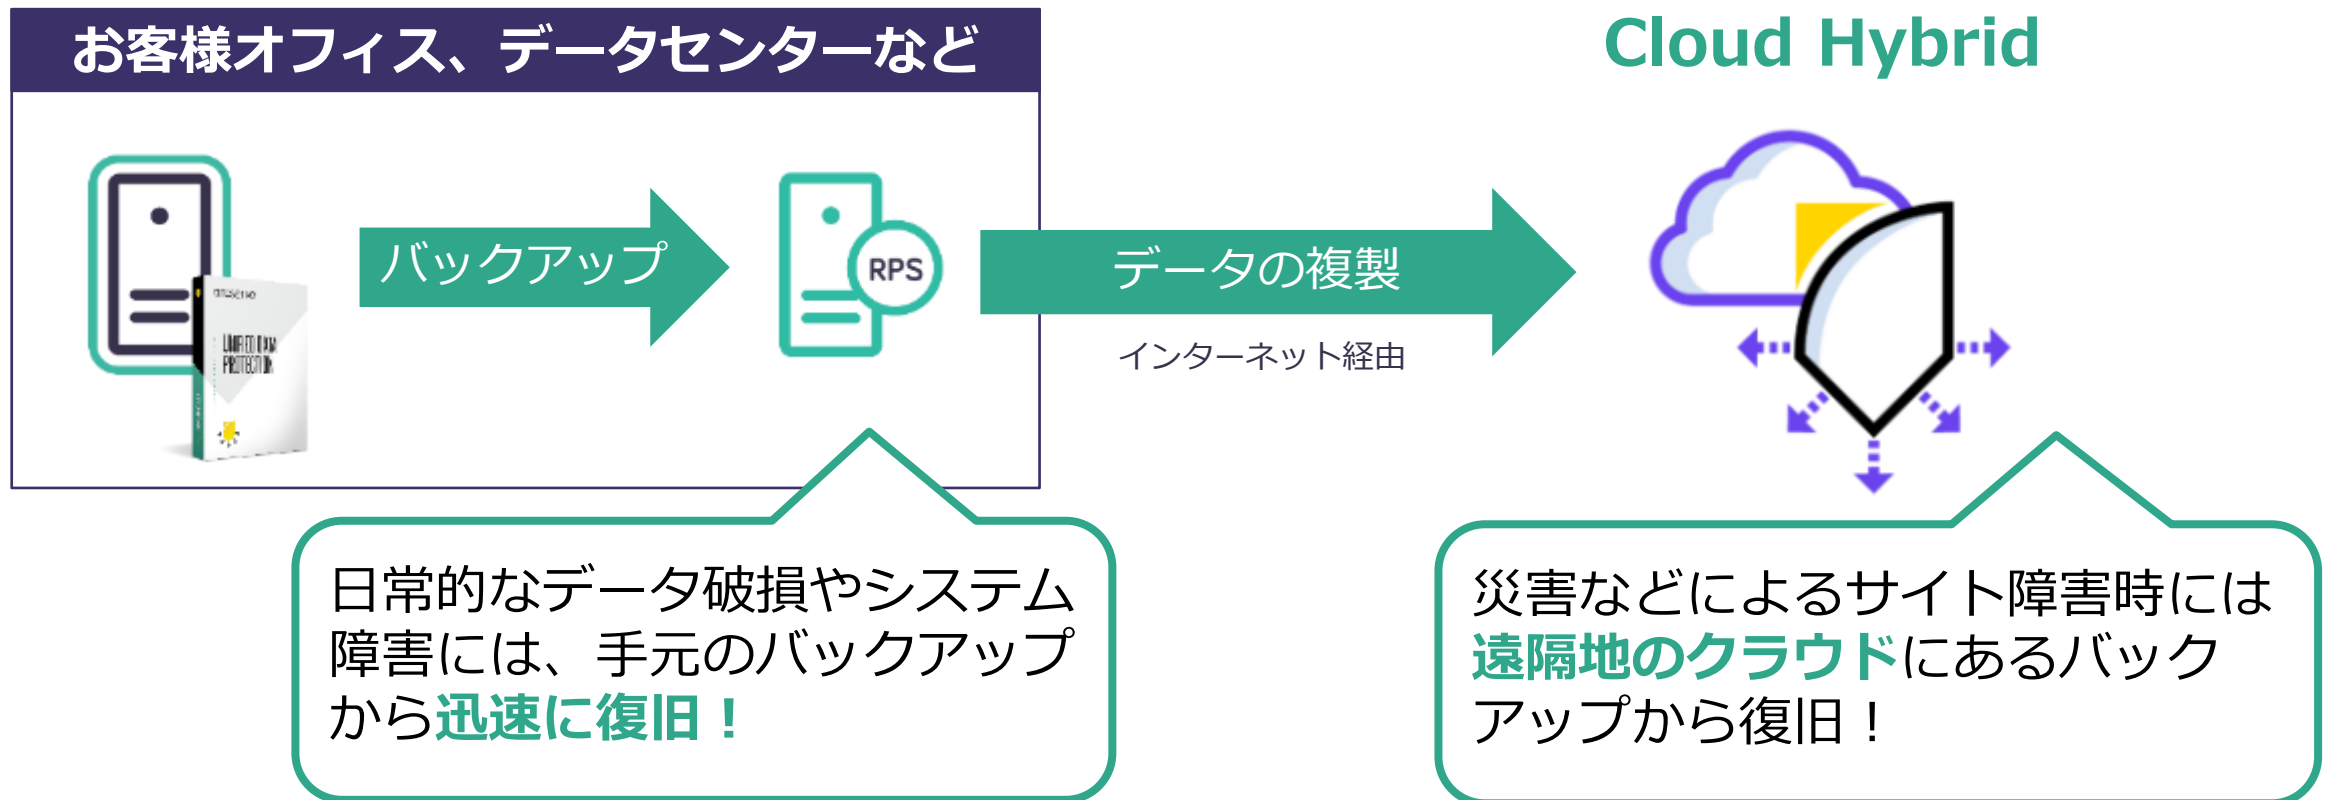 お客様オフィス、データセンターなど
Cloud Hybrid
バックアップ
RPS
データの複製
インターネット経由
UNIFIED DATA
PROTECTION
日常的なデータ破損やシステム
障害には、手元のバックアップ
から迅速に復旧！
災害などによるサイト障害時には
遠隔地のクラウドにあるバック
アップから復旧！